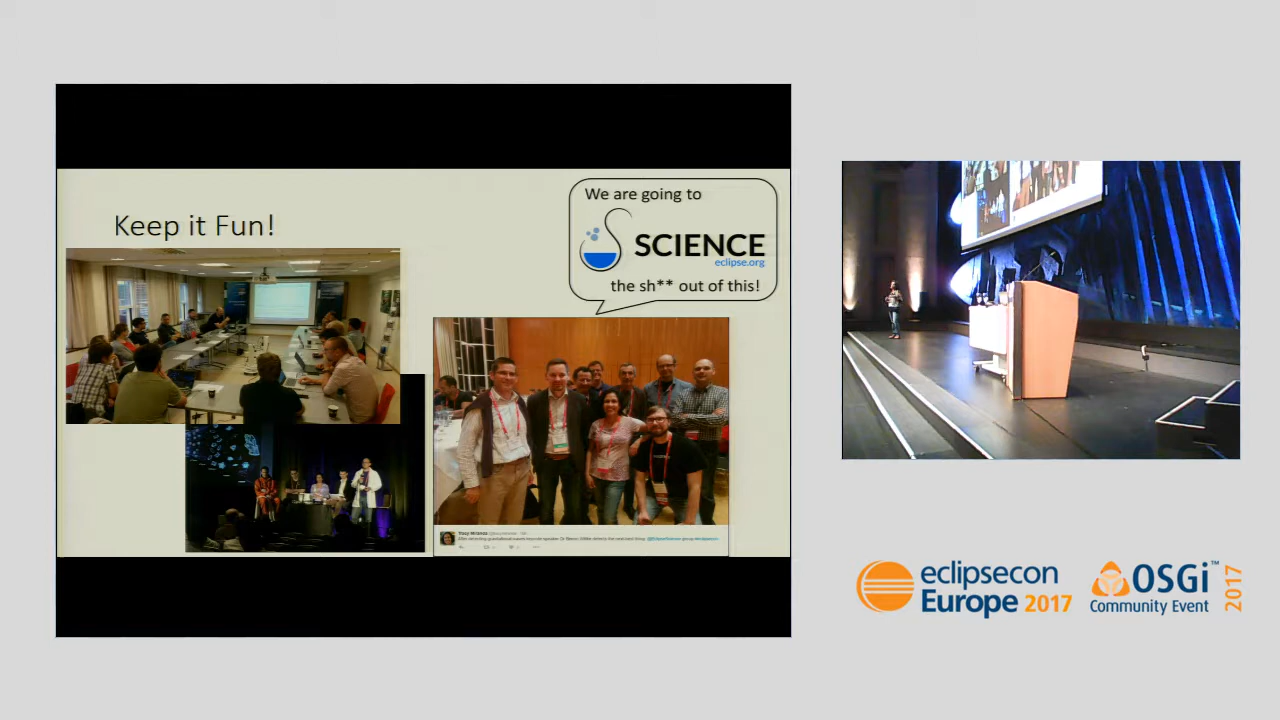 Keep it Fun!
We are going to
SCIENCE
eclipse.org
the sh** out of this!
eclipsecon
Europe 2017
OSGi™
Community Event
2017